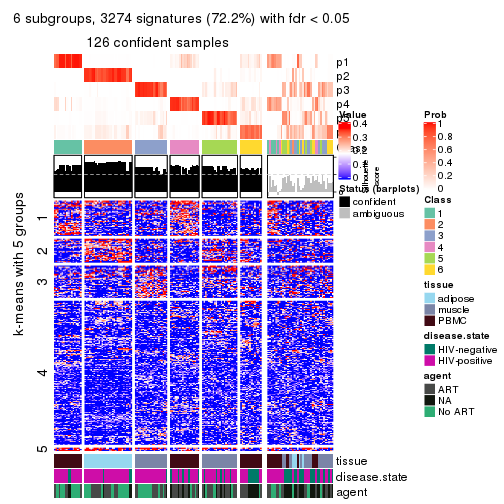 6 subgroups, 3274 signatures (72.2%) with fdr < 0.05
126 confident samples
p1
p2
p3
p4
k-means with 5 groups
1
2
3
4
5
Value
0.4
0.3
0.2
0
Silhouette
score
Status (barplots)
confident
ambiguous
Prob
1
0.8
0.6
0.4
0.2
0
Class
1
2
3
4
5
6
tissue
adipose
muscle
PBMC
disease.state
HIV-negative
HIV-positive
agent
ART
NA
No ART
tissue
disease.state
agent